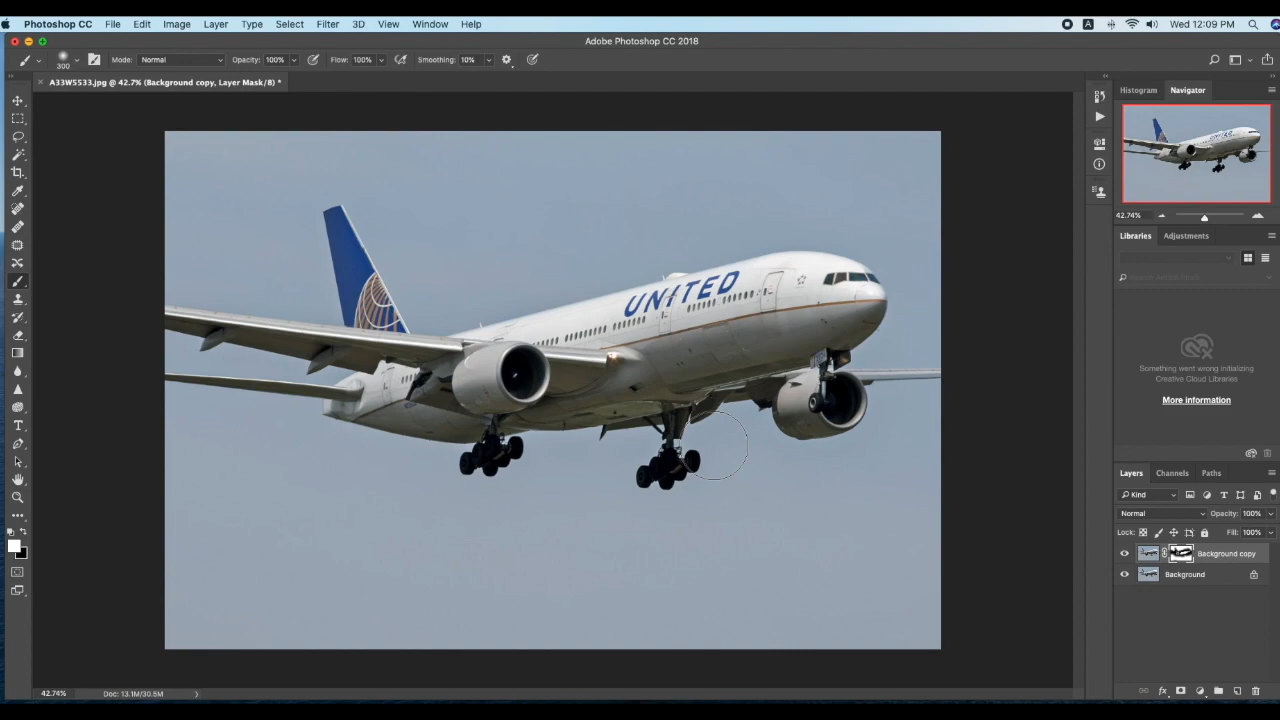 Photoshop CC File Edit Image Layer Type Select Filter 3D View Window Help A Wed 12:09 PM
Adobe Photoshop CC 2018
300 Mode: Normal Opacity: 100% Flow: 100% Smoothing: 10%
A33W5533.jpg @ 42.7% (Background copy, Layer Mask/8) *
Histogram Navigator
UNITED
42.74%
Libraries Adjustments
Something went wrong initializing
Creative Cloud Libraries
More information
Layers Channels Paths
Kind
Normal Opacity: 100%
Lock: Fill: 100%
Background copy
Background
42.74% Doc: 13.1M/30.5M